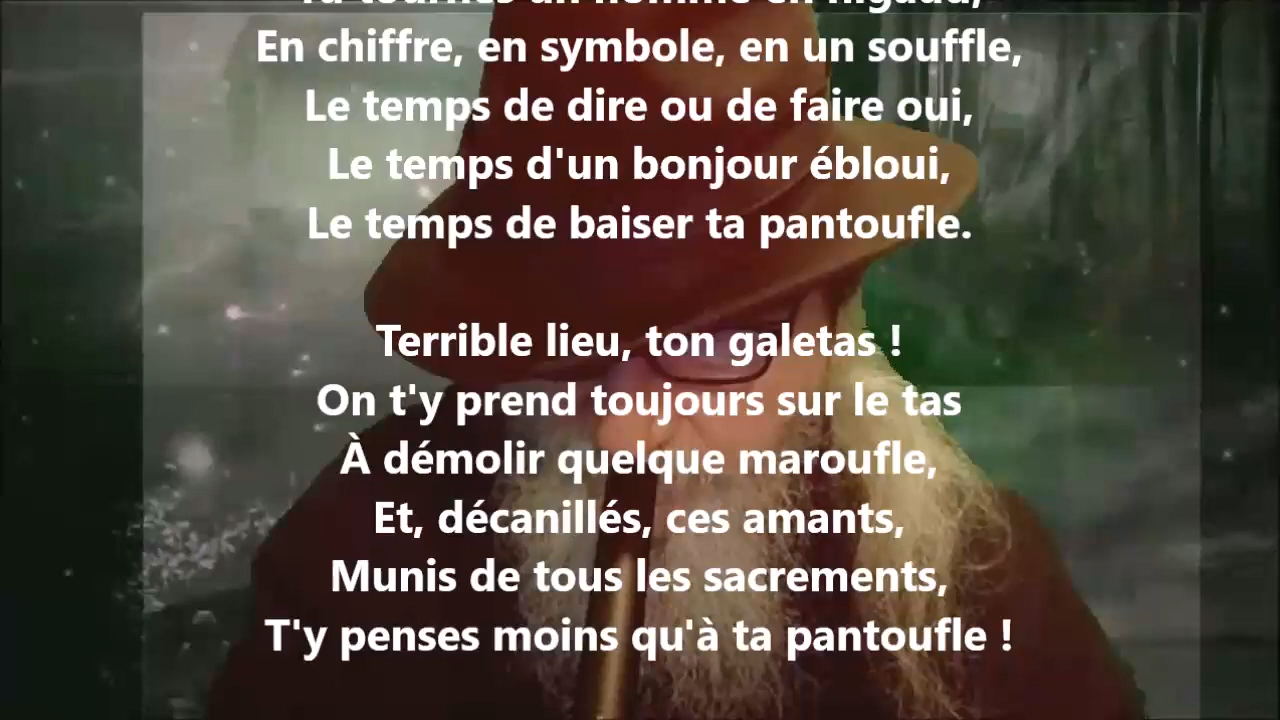 En chiffre, en symbole, en un souffle,
Le temps de dire ou de faire oui,
Le temps d'un bonjour ébloui,
Le temps de baiser ta pantoufle.
Terrible lieu, ton galetas !
On t'y prend toujours sur le tas
À démolir quelque maroufle,
Et, décanillés, ces amants,
Munis de tous les sacrements,
T'y penses moins qu'à ta pantoufle !